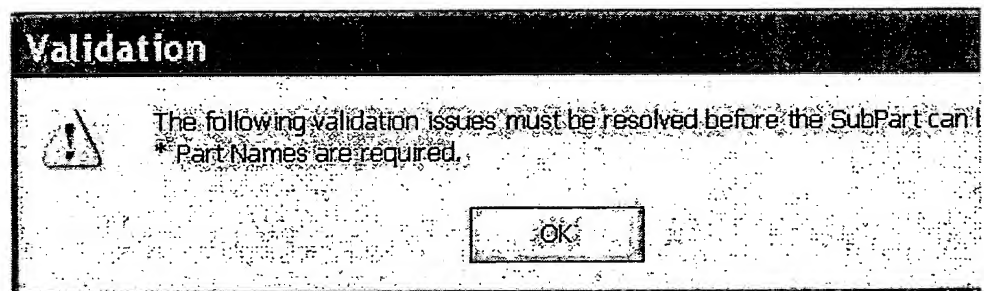 Validation
The following validation issues must be resolved before the SubPart can
* Part Names are required.
OK